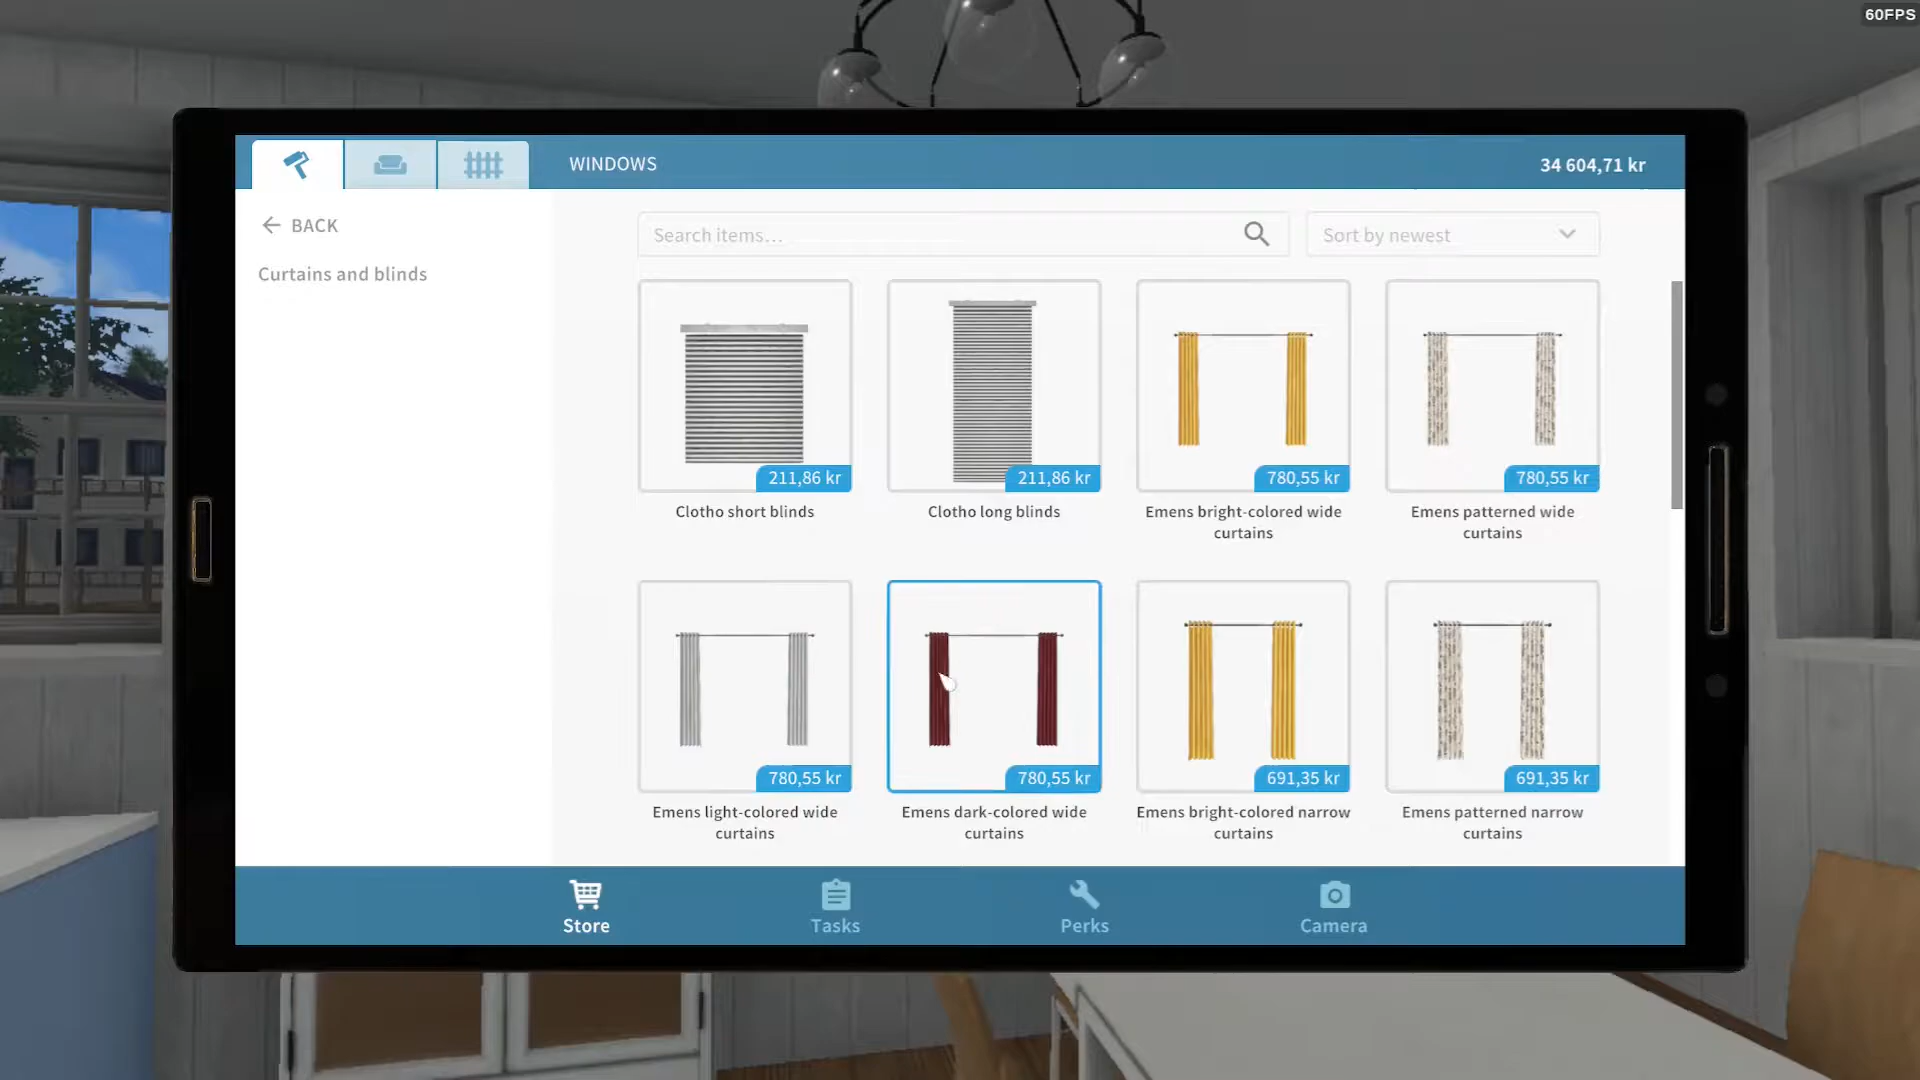 60FPS
WINDOWS
34 604,71 kr
BACK
Search items...
Sort by newest
Curtains and blinds
211,86 kr
211,86 kr
780,55 kr
780,55 kr
Clotho short blinds
Clotho long blinds
Emens bright-colored wide
curtains
Emens patterned wide
curtains
780,55 kr
780,55 kr
691,35 kr
691,35 kr
Emens light-colored wide
curtains
Emens dark-colored wide
curtains
Emens bright-colored narrow
curtains
Emens patterned narrow
curtains
Store
Tasks
Perks
Camera